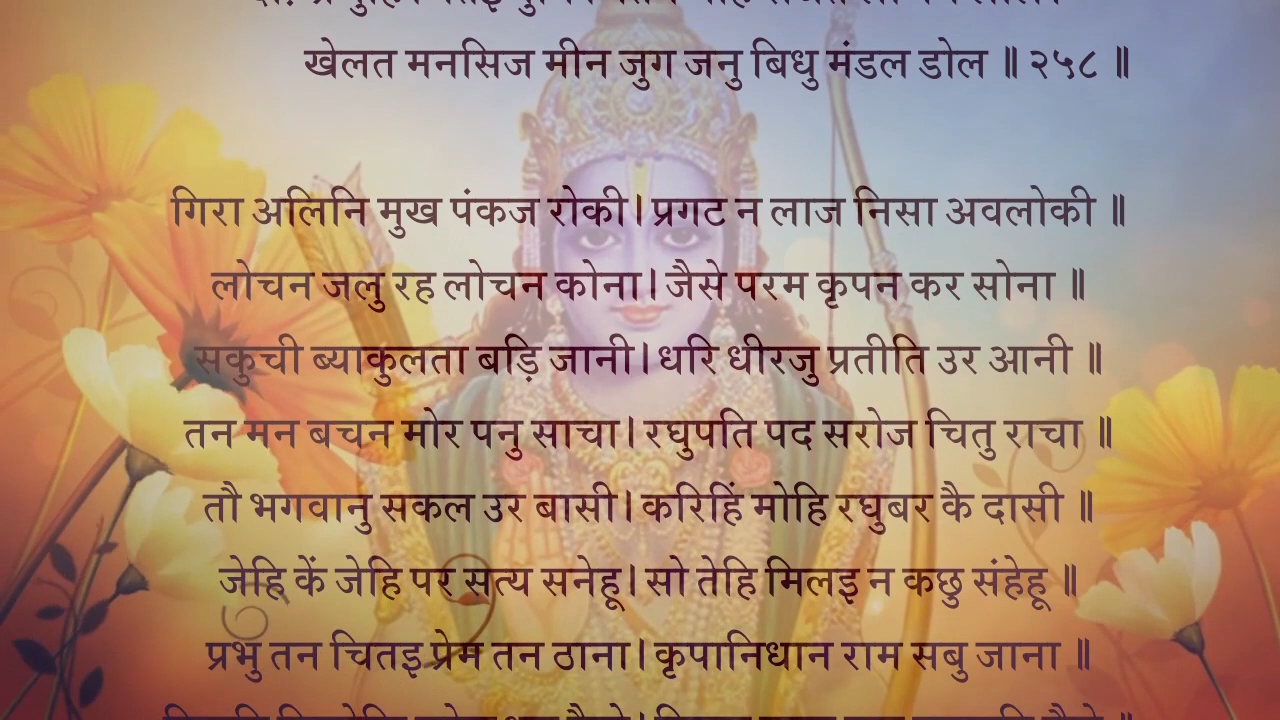 खेलत मनसिज मीन जुग जनु बिधु मंडल डोल ॥ २५८ ॥
गिरा अलिनि मुख पंकज रोकी। प्रगट न लाज निसा अवलोकी ॥
लोचन जलु रह लोचन कोना। जैसे परम कृपन कर सोना ॥
सकुची ब्याकुलता बड़ि जानी। धरि धीरजु प्रतीति उर आनी ॥
तन मन बचन मोर पनु साचा। रघुपति पद सरोज चितु राचा ॥
तौ भगवानु सकल उर बासी। करिहिं मोहि रघुबर कै दासी ॥
जेहि कें जेहि पर सत्य सनेहू। सो तेहि मिलइ न कछु संहेहू ॥
प्रभु तन चितइ प्रेम तन ठाना। कृपानिधान राम सबु जाना ॥